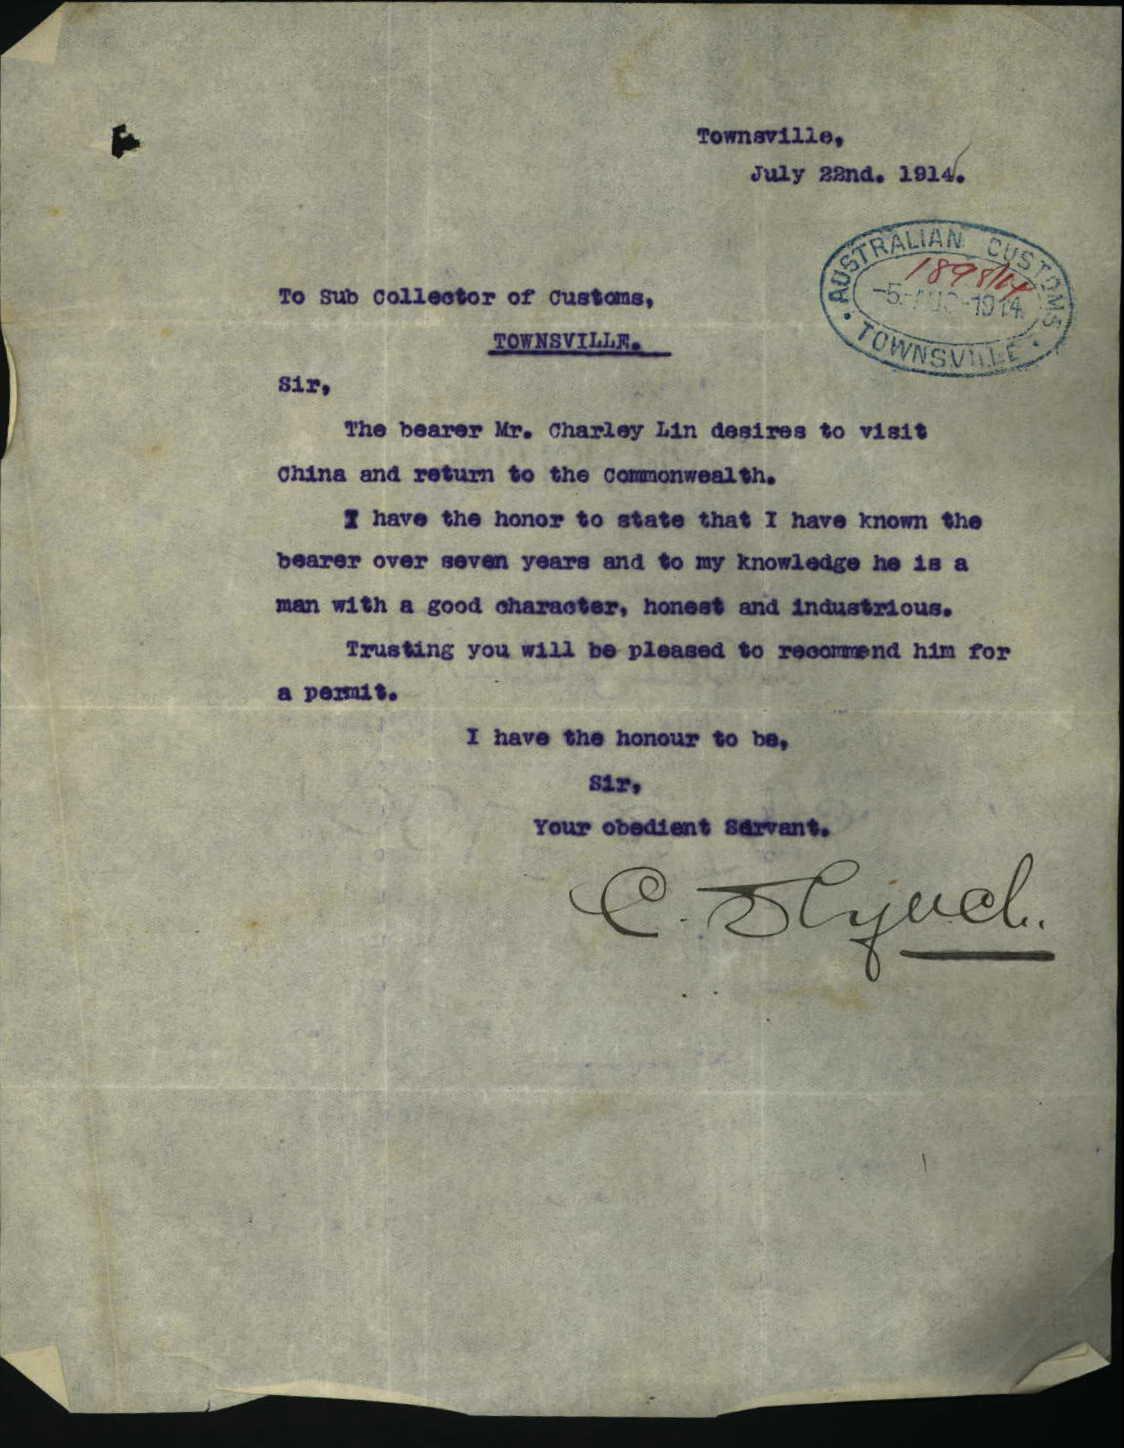 Townsville,
July 22nd. 1914.
AUSTRALIAN CUSTOMS
1898/14
-5-AUG-1914
TOWNSVILLE
To Sub Collector of Customs,
TOWNSVILLE.
Sir,
The bearer Mr. Charley Lin desires to visit
China and return to the Commonwealth.
I have the honor to state that I have known the
bearer over seven years and to my knowledge he is a
man with a good character, honest and industrious.
Trusting you will be pleased to recommend him for
a permit.
I have the honour to be,
Sir,
Your obedient Servant.
C.